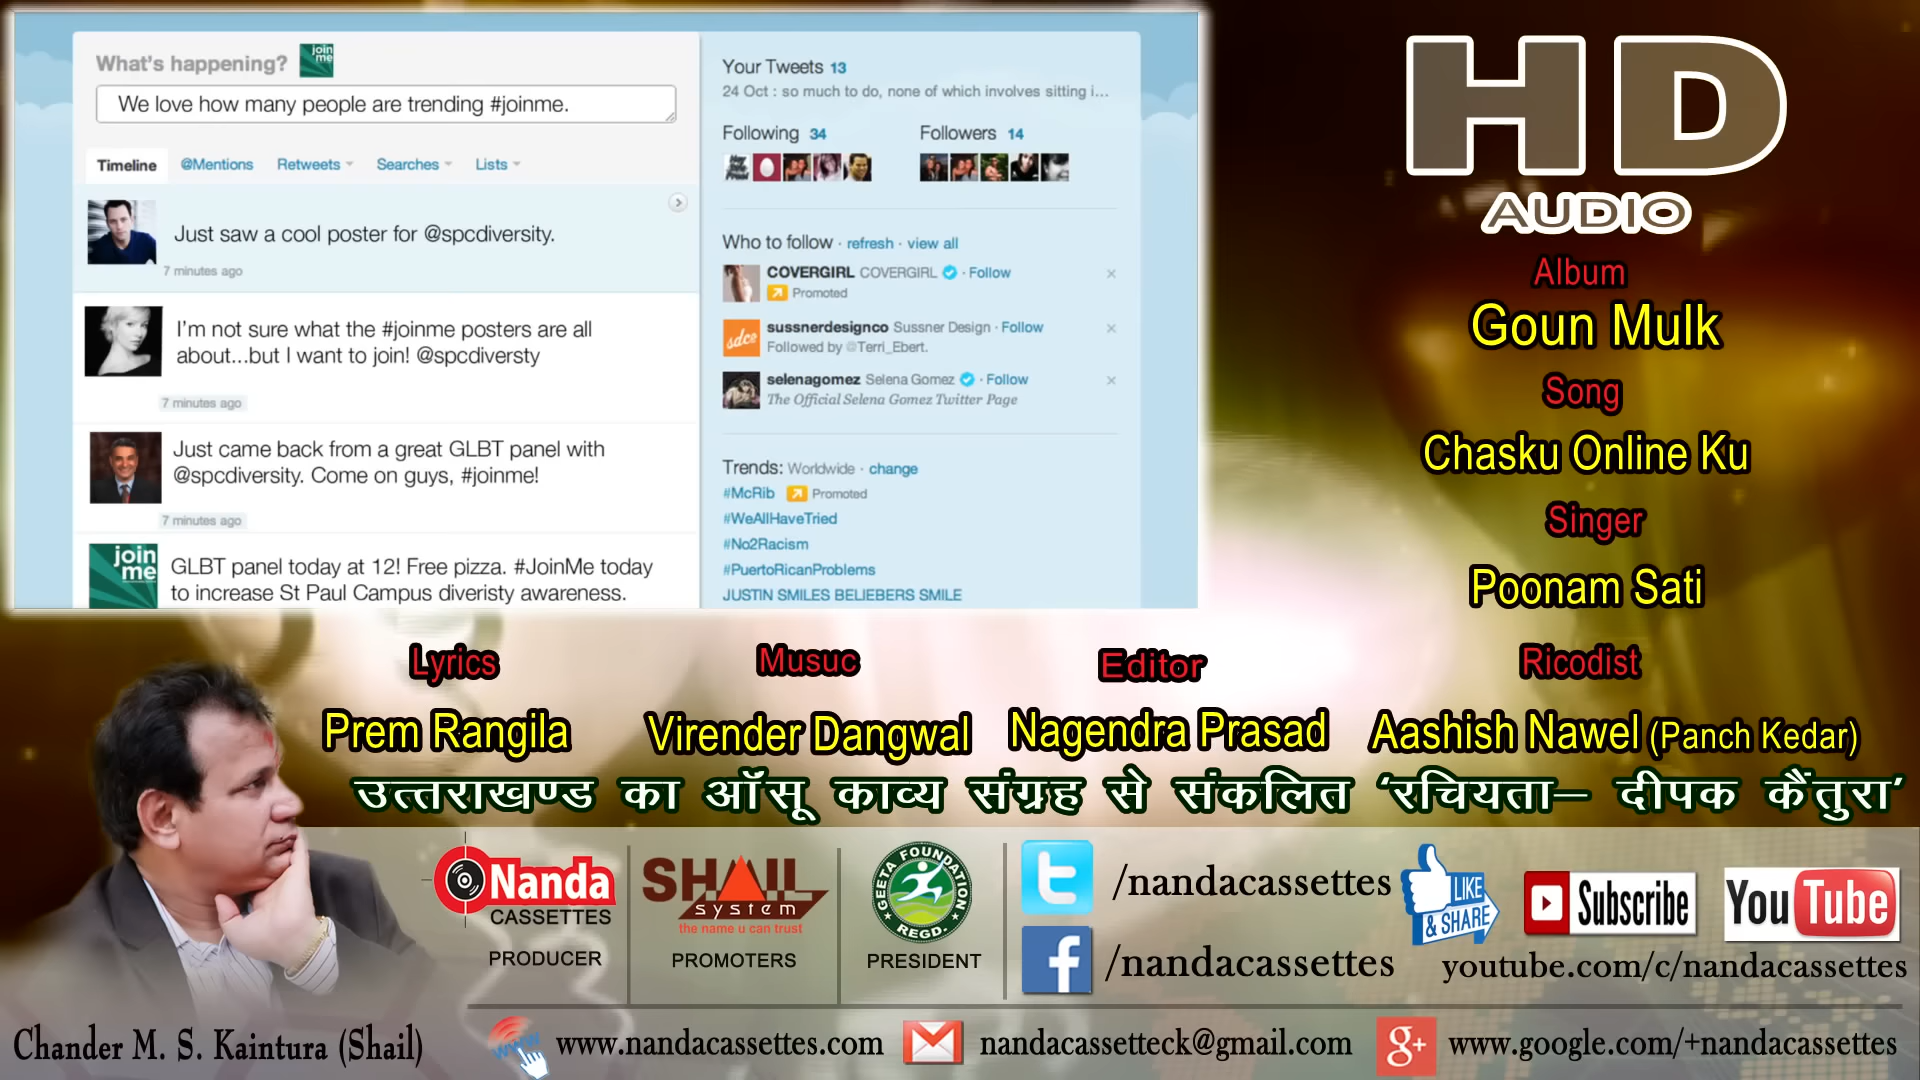 What's happening?
join me
We love how many people are trending #joinme.
Timeline @Mentions Retweets Searches Lists
Just saw a cool poster for @spcdiversity.
7 minutes ago
I'm not sure what the #joinme posters are all
about...but I want to join! @spcdiversty
7 minutes ago
Just came back from a great GLBT panel with
@spcdiversity. Come on guys, #joinme!
7 minutes ago
join
me
GLBT panel today at 12! Free pizza. #JoinMe today
to increase St Paul Campus diveristy awareness.
Your Tweets 13
24 Oct : so much to do, none of which involves sitting i...
Following 34
Followers 14
Who to follow · refresh · view all
COVERGIRL COVERGIRL · Follow
Promoted
sdco
sussnerdesignco Sussner Design · Follow
Followed by @Terri_Ebert.
selenagomez Selena Gomez · Follow
The Official Selena Gomez Twitter Page
Trends: Worldwide · change
#McRib Promoted
#WeAllHaveTried
#No2Racism
#PuertoRicanProblems
JUSTIN SMILES BELIEBERS SMILE
HD
AUDIO
Album
Goun Mulk
Song
Chasku Online Ku
Singer
Poonam Sati
Lyrics Musuc Editor Ricodist
Prem Rangila Virender Dangwal Nagendra Prasad Aashish Nawel (Panch Kedar)
उत्तराखण्ड का आँसू काव्य संग्रह से संकलित ‘रचियता– दीपक कैंतुरा’
Nanda
CASSETTES
PRODUCER
SHAIL
system
the name u can trust
PROMOTERS
GEETA FOUNDATION
REGD.
PRESIDENT
/nandacassettes
/nandacassettes
LIKE
& SHARE
Subscribe
YouTube
youtube.com/c/nandacassettes
Chander M. S. Kaintura (Shail)
www
www.nandacassettes.com
nandacassetteck@gmail.com
g+
www.google.com/+nandacassettes